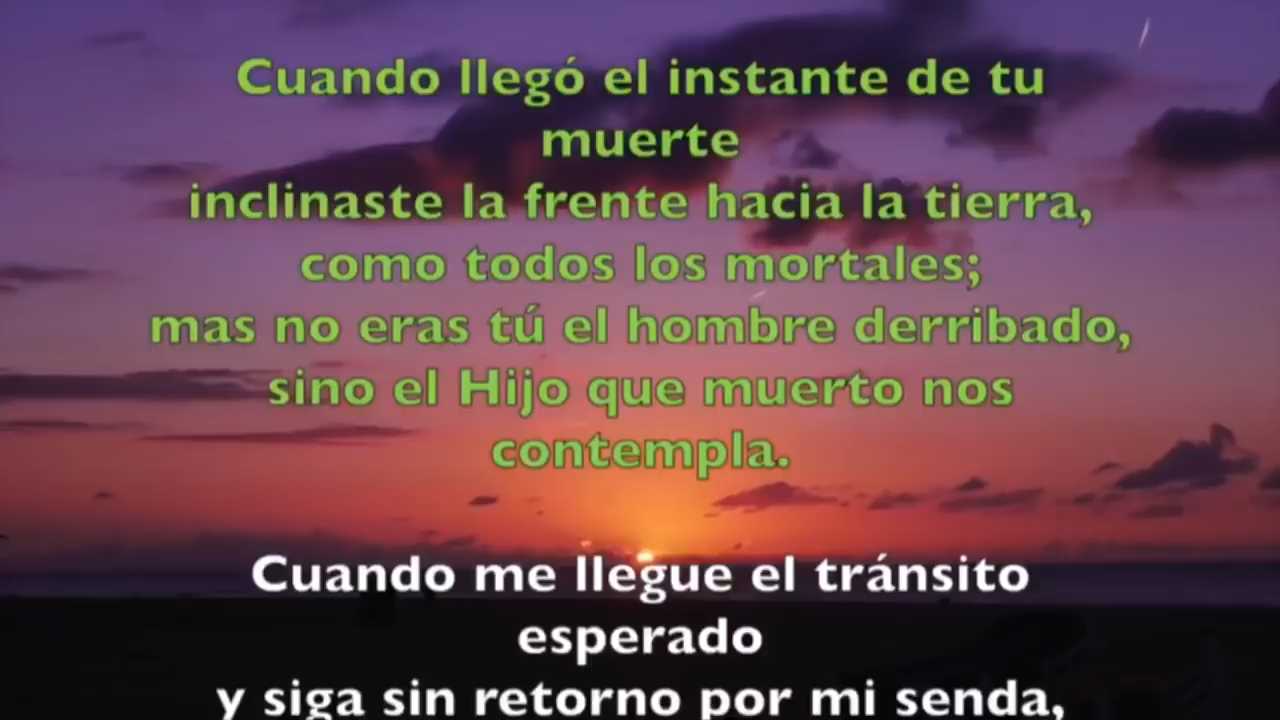 Cuando llegó el instante de tu
muerte
inclinaste la frente hacia la tierra,
como todos los mortales;
mas no eras tú el hombre derribado,
sino el Hijo que muerto nos
contempla.
Cuando me llegue el tránsito
esperado
y siga sin retorno por mi senda,